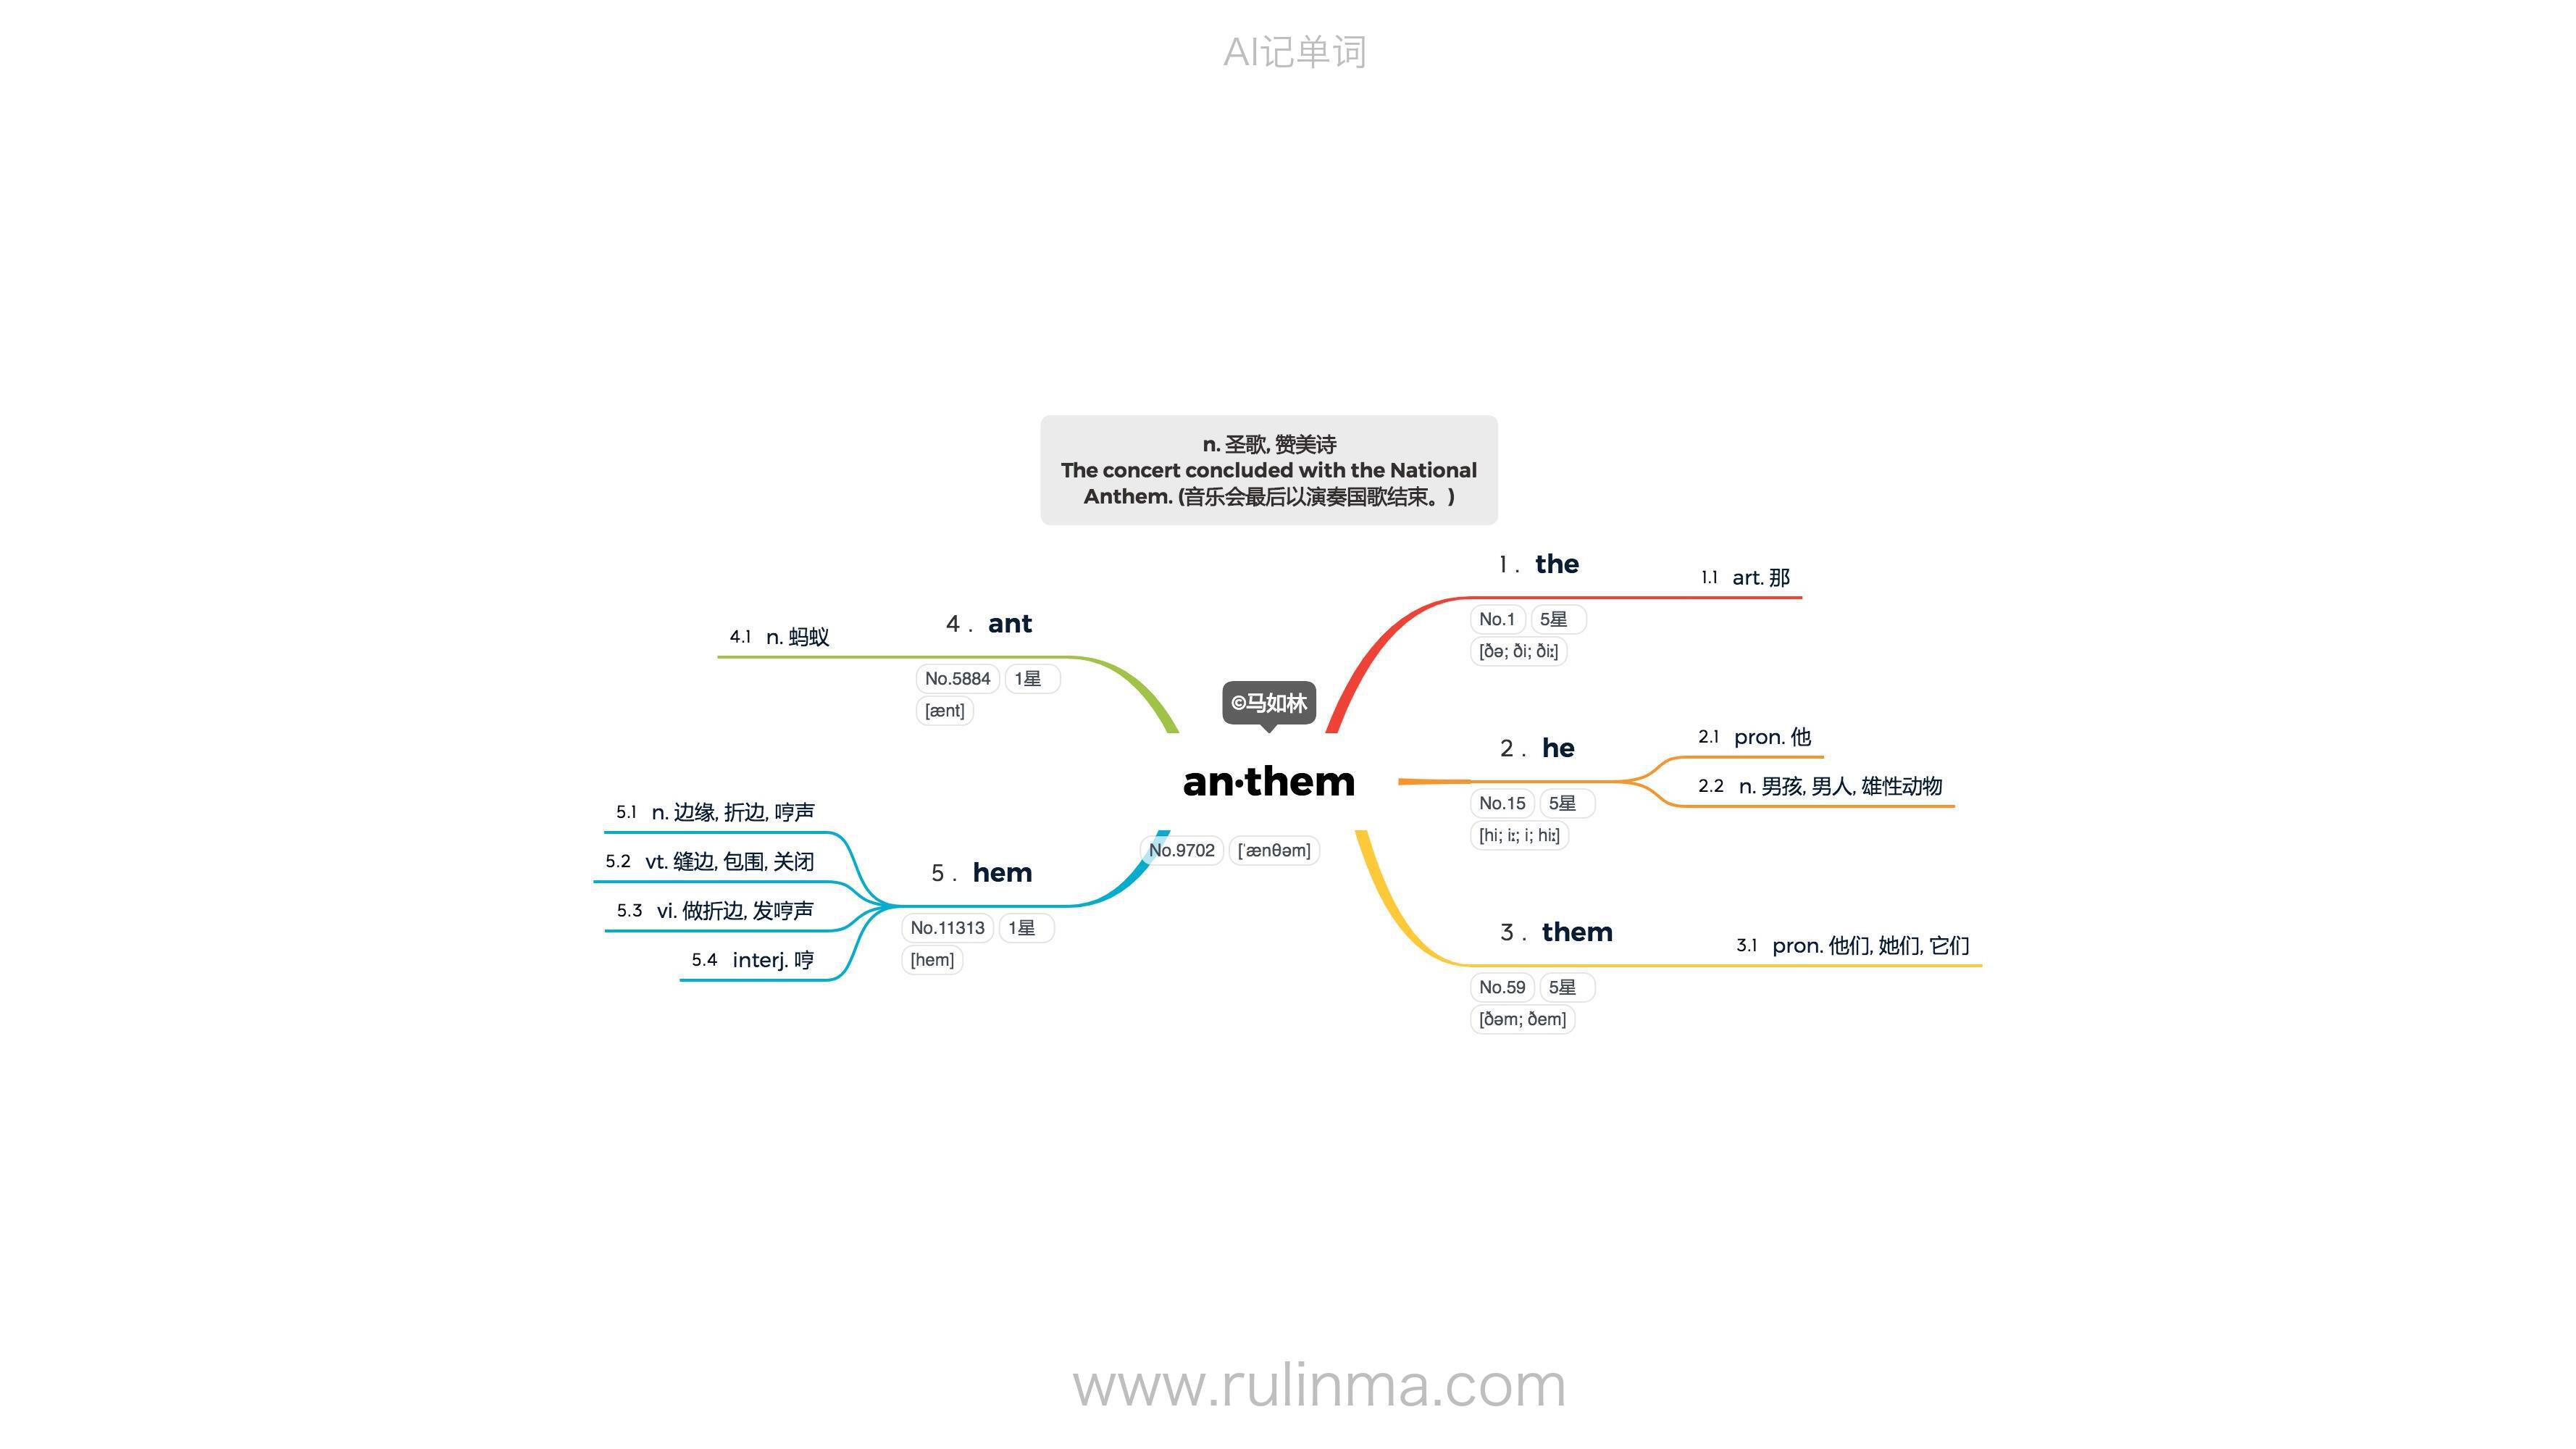 AI记单词
n. 圣歌, 赞美诗
The concert concluded with the National
Anthem. (音乐会最后以演奏国歌结束。)
©马如林
an·them
No.9702 [ˈænθəm]
1 . the
1.1 art. 那
No.1 5星
[ðə; ði; ðiː]
2 . he
2.1 pron. 他
2.2 n. 男孩, 男人, 雄性动物
No.15 5星
[hi; iː; i; hiː]
3 . them
3.1 pron. 他们, 她们, 它们
No.59 5星
[ðəm; ðem]
4 . ant
4.1 n. 蚂蚁
No.5884 1星
[ænt]
5 . hem
5.1 n. 边缘, 折边, 哼声
5.2 vt. 缝边, 包围, 关闭
5.3 vi. 做折边, 发哼声
5.4 interj. 哼
No.11313 1星
[hem]
www.rulinma.com